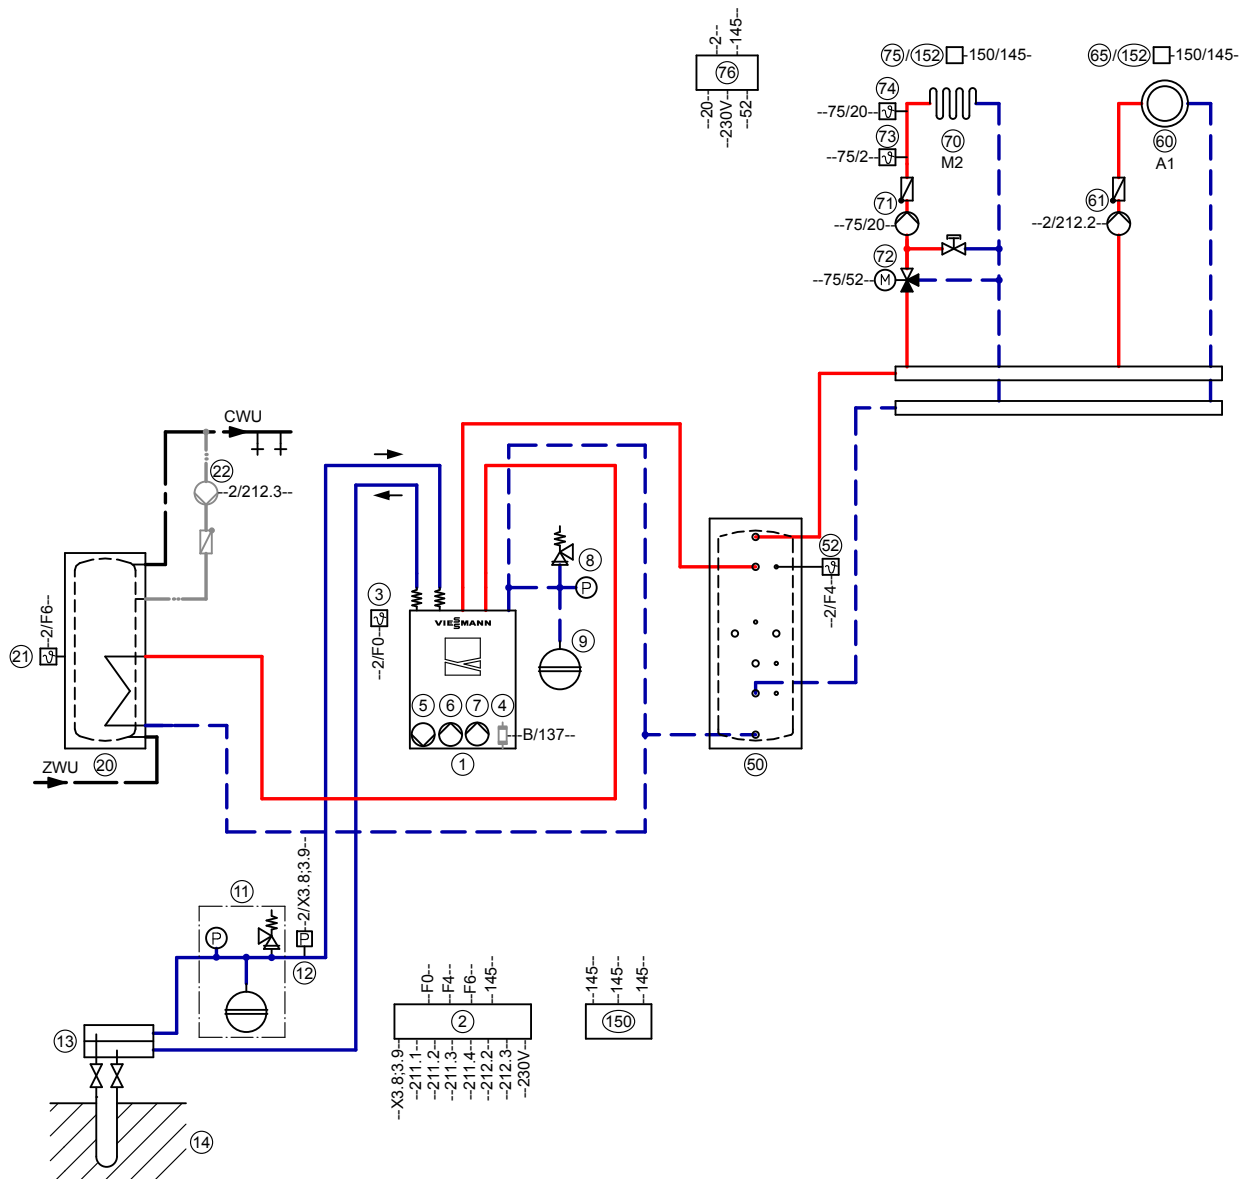 --2--
--145--
76
--20--
--230V--
--52--
75/152 -150/145-
65/152 -150/145-
74
--75/20--
73
--75/2--
70
M2
60
A1
71
--75/20--
61
--2/212.2--
72
--75/52--
M
CWU
22
--2/212.3--
21
--2/F6--
20
ZWU
3
--2/F0--
VIESMANN
5
6
7
4
---B/137--
1
8
P
9
52
--2/F4--
50
11
P
P
--2/X3.8;3.9--
12
13
14
--F0--
--F4--
--F6--
--145--
2
--X3.8;3.9
--211.1--
--211.2--
--211.3--
--211.4--
--212.2--
--212.3--
--230V--
-145--
-145--
-145--
150